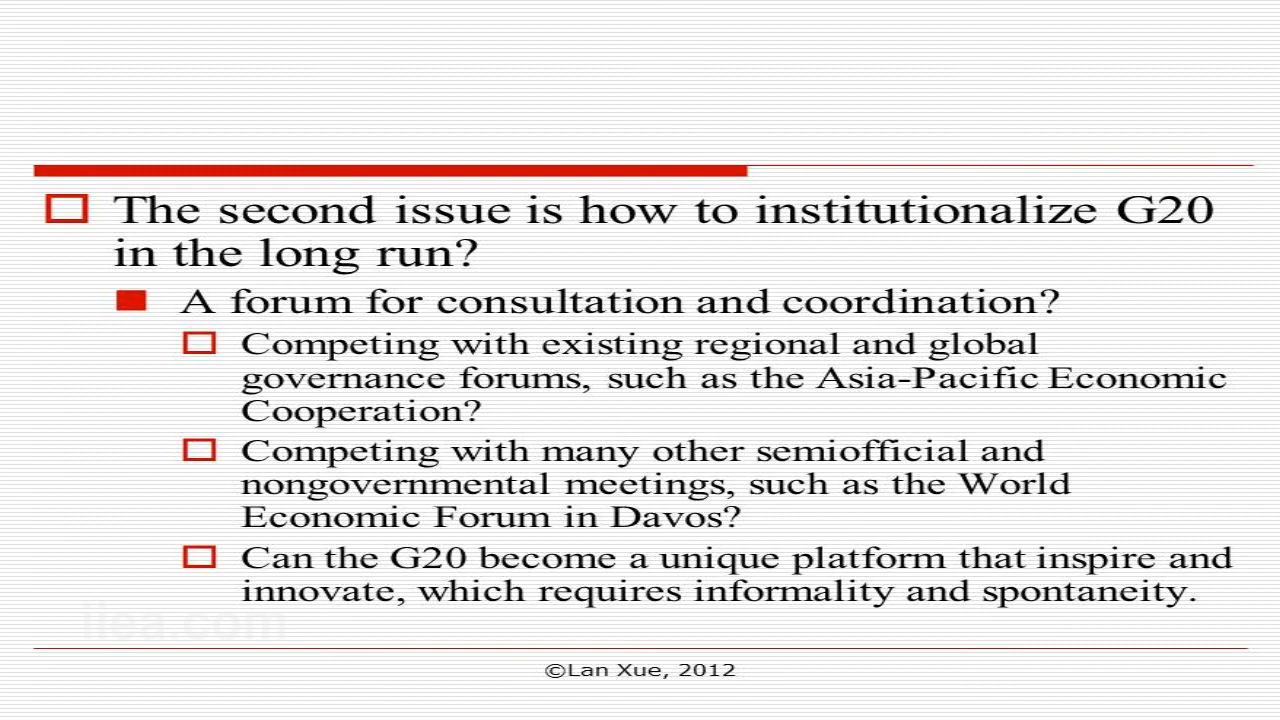 The second issue is how to institutionalize G20
in the long run?
A forum for consultation and coordination?
Competing with existing regional and global
governance forums, such as the Asia-Pacific Economic
Cooperation?
Competing with many other semiofficial and
nongovernmental meetings, such as the World
Economic Forum in Davos?
Can the G20 become a unique platform that inspire and
innovate, which requires informality and spontaneity.
iiea.com
©Lan Xue, 2012